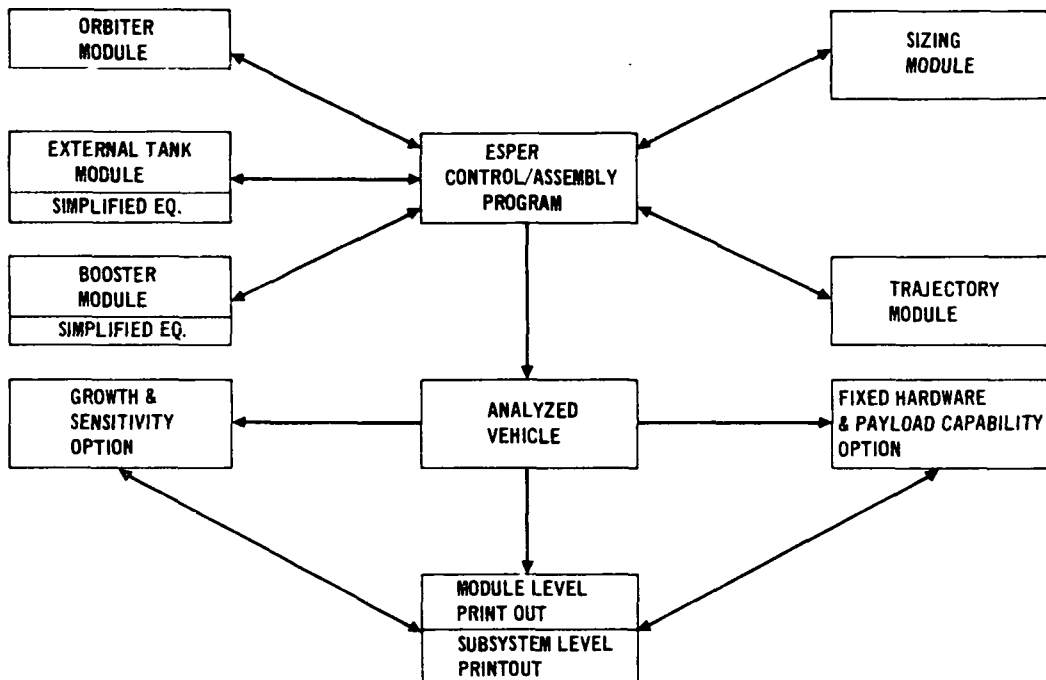 ORBITER
MODULE
SIZING
MODULE
EXTERNAL TANK
MODULE
SIMPLIFIED EQ.
ESPER
CONTROL/ASSEMBLY
PROGRAM
BOOSTER
MODULE
SIMPLIFIED EQ.
TRAJECTORY
MODULE
GROWTH &
SENSITIVITY
OPTION
ANALYZED
VEHICLE
FIXED HARDWARE
& PAYLOAD CAPABILITY
OPTION
MODULE LEVEL
PRINT OUT
SUBSYSTEM LEVEL
PRINTOUT